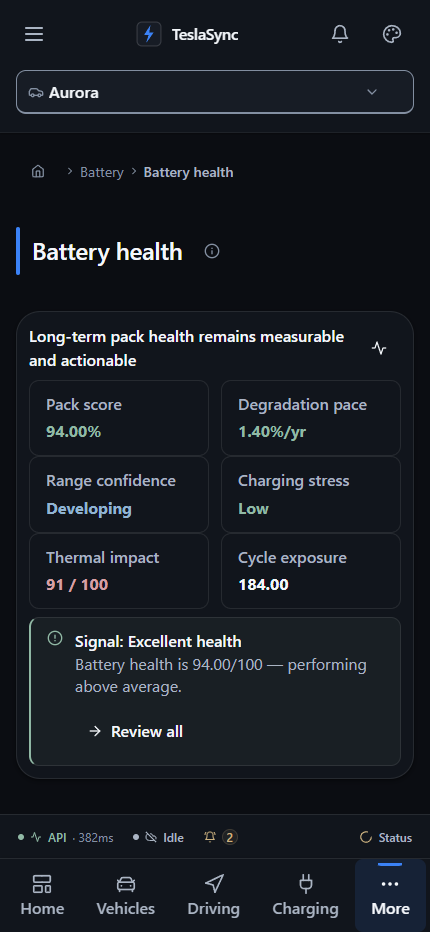 TeslaSync
Aurora
Battery
Battery health
Battery health
Long-term pack health remains measurable
and actionable
Pack score
94.00%
Degradation pace
1.40%/yr
Range confidence
Developing
Charging stress
Low
Thermal impact
91 / 100
Cycle exposure
184.00
Signal: Excellent health
Battery health is 94.00/100 — performing
above average.
Review all
API · 382ms
Idle
2
Status
Home
Vehicles
Driving
Charging
More